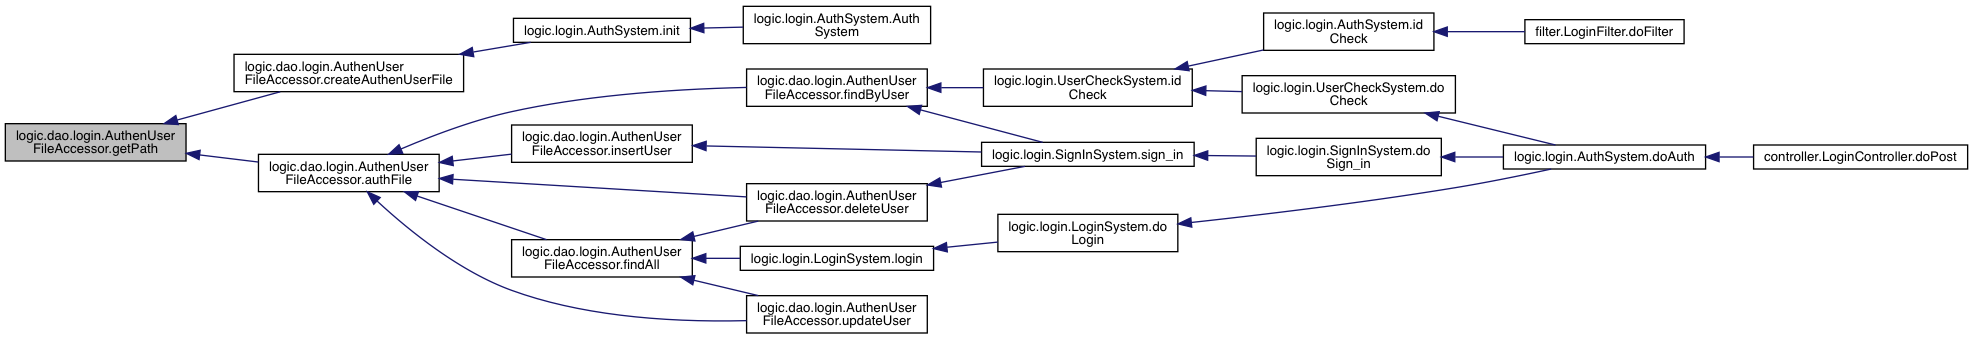 logic.dao.login.AuthenUser
FileAccessor.getPath
logic.dao.login.AuthenUser
FileAccessor.createAuthenUserFile
logic.login.AuthSystem.init
logic.login.AuthSystem.Auth
System
logic.dao.login.AuthenUser
FileAccessor.authFile
logic.dao.login.AuthenUser
FileAccessor.findByUser
logic.login.UserCheckSystem.id
Check
logic.login.AuthSystem.id
Check
filter.LoginFilter.doFilter
logic.login.UserCheckSystem.do
Check
logic.dao.login.AuthenUser
FileAccessor.insertUser
logic.login.SignInSystem.sign_in
logic.login.SignInSystem.do
Sign_in
logic.login.AuthSystem.doAuth
controller.LoginController.doPost
logic.dao.login.AuthenUser
FileAccessor.deleteUser
logic.dao.login.AuthenUser
FileAccessor.findAll
logic.login.LoginSystem.login
logic.login.LoginSystem.do
Login
logic.dao.login.AuthenUser
FileAccessor.updateUser